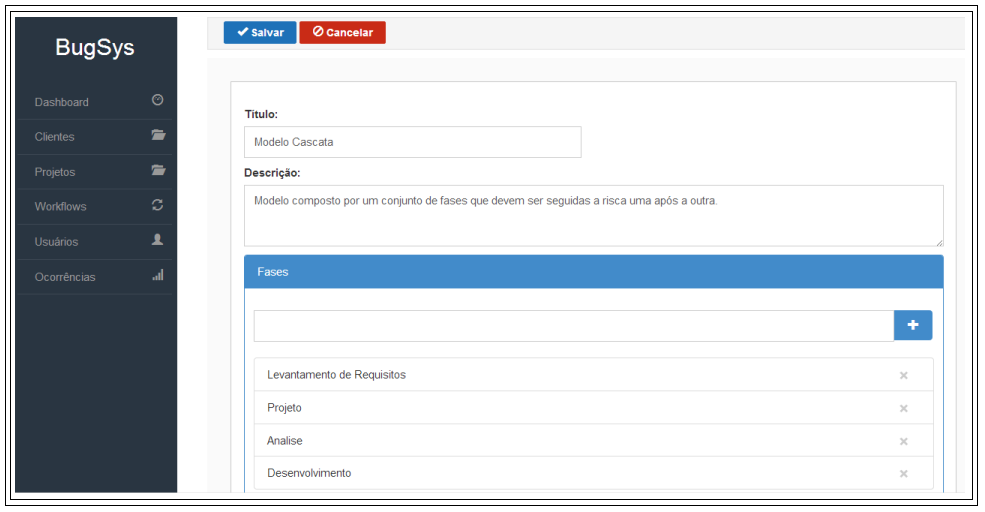 BugSys
Dashboard
Clientes
Projetos
Workflows
Usuários
Ocorrências
Salvar
Cancelar
Titulo:
Modelo Cascata
Descrição:
Modelo composto por um conjunto de fases que devem ser seguidas a risca uma após a outra.
Fases
Levantamento de Requisitos
Projeto
Analise
Desenvolvimento